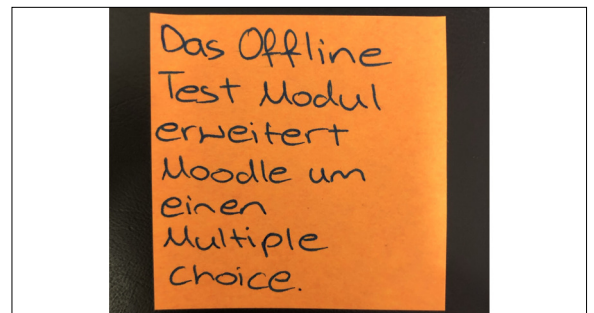 Das Offline
Test Modul
erweitert
Moodle um
einen
Multiple
Choice.